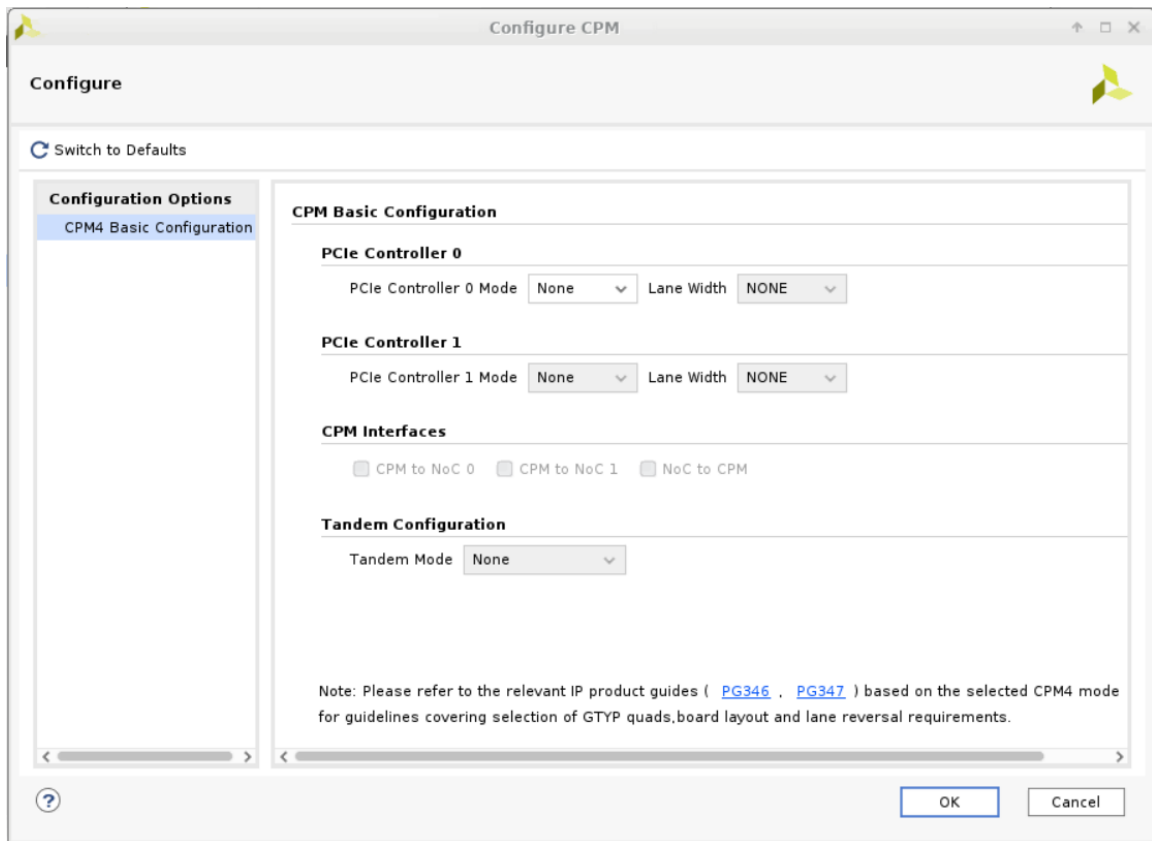 Configure CPM
Configure
Switch to Defaults
Configuration Options
CPM4 Basic Configuration
CPM Basic Configuration
PCIe Controller 0
PCIe Controller 0 Mode None Lane Width NONE
PCIe Controller 1
PCIe Controller 1 Mode None Lane Width NONE
CPM Interfaces
CPM to NoC 0 CPM to NoC 1 NoC to CPM
Tandem Configuration
Tandem Mode None
Note: Please refer to the relevant IP product guides ( PG346 , PG347 ) based on the selected CPM4 mode
for guidelines covering selection of GTYP quads,board layout and lane reversal requirements.
?
OK Cancel